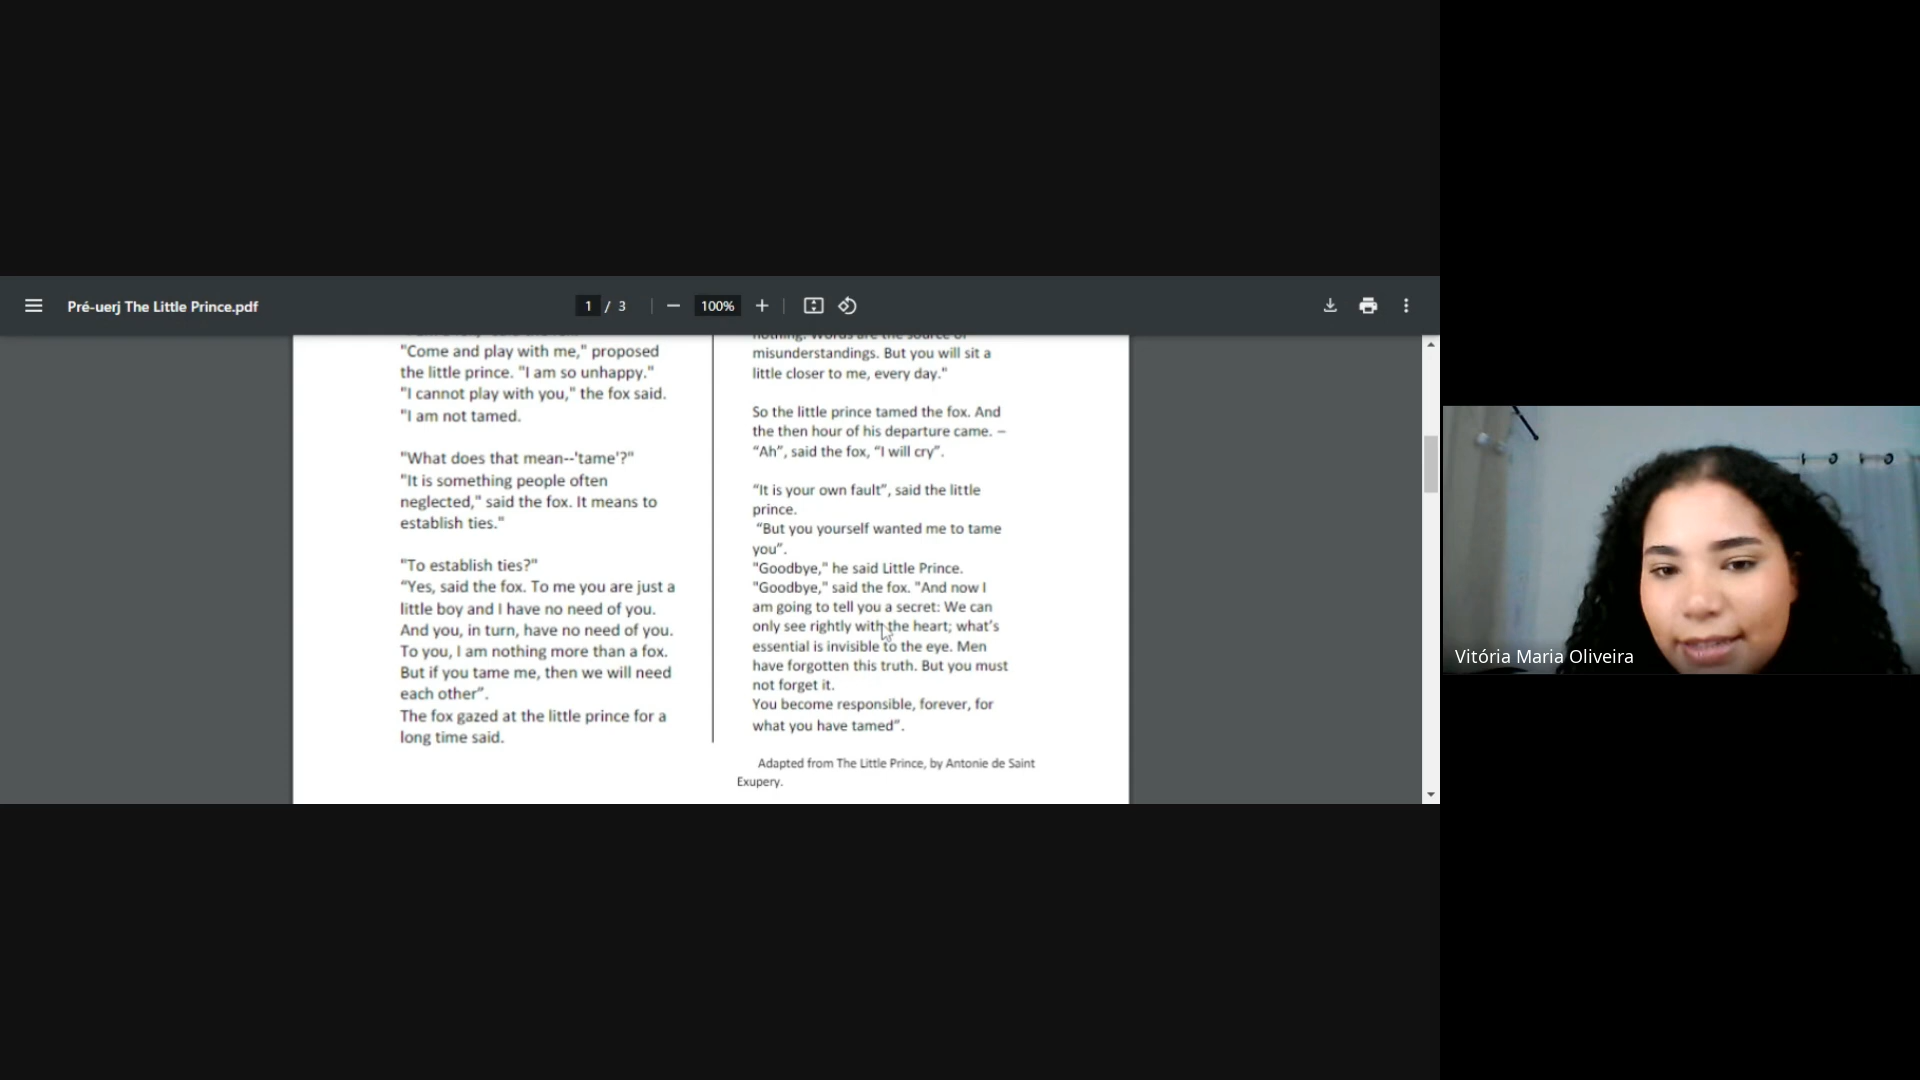 Pré-uerj The Little Prince.pdf
1 / 3
100%
"Come and play with me," proposed
the little prince. "I am so unhappy."
"I cannot play with you," the fox said.
"I am not tamed.
"What does that mean--'tame'?"
"It is something people often
neglected," said the fox. It means to
establish ties."
"To establish ties?"
“Yes, said the fox. To me you are just a
little boy and I have no need of you.
And you, in turn, have no need of you.
To you, I am nothing more than a fox.
But if you tame me, then we will need
each other”.
The fox gazed at the little prince for a
long time said.
nothing. Words are the source of
misunderstandings. But you will sit a
little closer to me, every day."
So the little prince tamed the fox. And
the then hour of his departure came. –
“Ah”, said the fox, “I will cry”.
“It is your own fault”, said the little
prince.
“But you yourself wanted me to tame
you”.
"Goodbye," he said Little Prince.
"Goodbye," said the fox. "And now I
am going to tell you a secret: We can
only see rightly with the heart; what’s
essential is invisible to the eye. Men
have forgotten this truth. But you must
not forget it.
You become responsible, forever, for
what you have tamed”.
Adapted from The Little Prince, by Antonie de Saint
Exupery.
Vitória Maria Oliveira